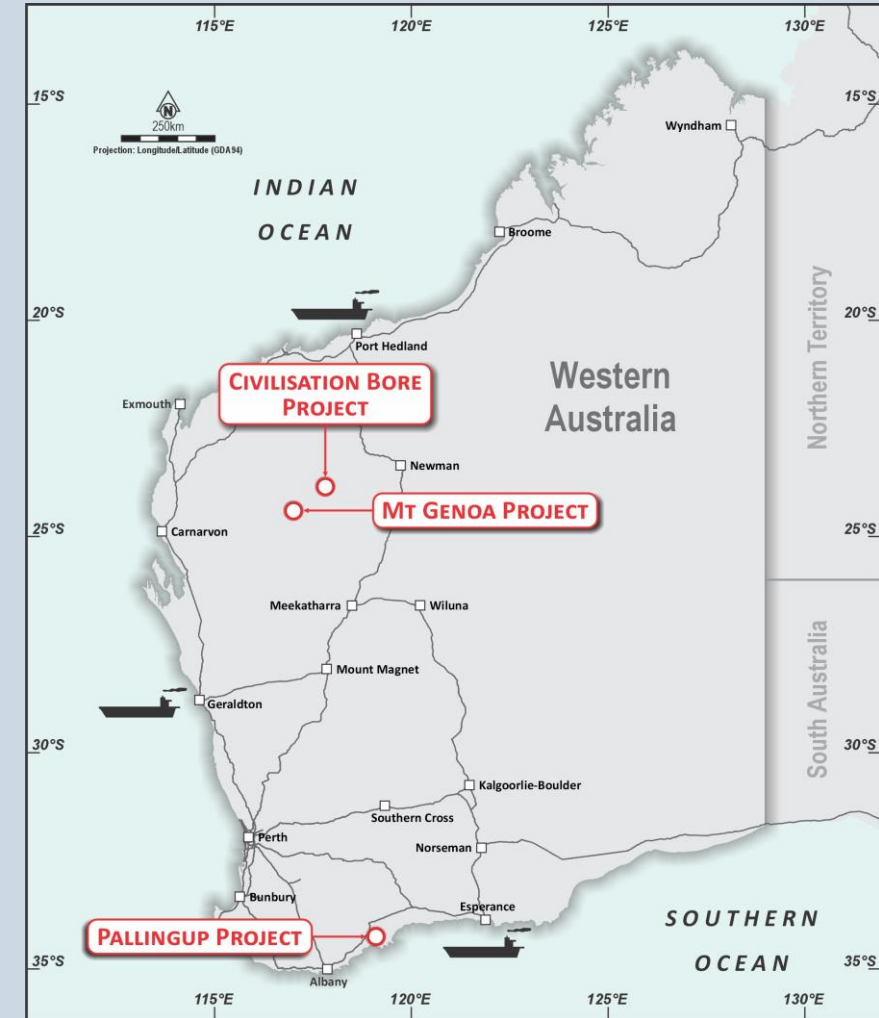 115°E
120°E
125°E
130°E
15°S
15°S
N
250km
Projection: Longitude/Latitude (GDA94)
Wyndham
INDIAN
OCEAN
Broome
Northern Territory
20°S
20°S
Port Hedland
CIVILISATION BORE
PROJECT
Western
Australia
Exmouth
Newman
MT GENOA PROJECT
25°S
25°S
Carnarvon
Meekatharra
Wiluna
South Australia
Mount Magnet
Geraldton
30°S
30°S
Kalgoorlie-Boulder
Southern Cross
Perth
Norseman
Bunbury
Esperance
SOUTHERN
OCEAN
PALLINGUP PROJECT
35°S
35°S
Albany
115°E
120°E
125°E
130°E